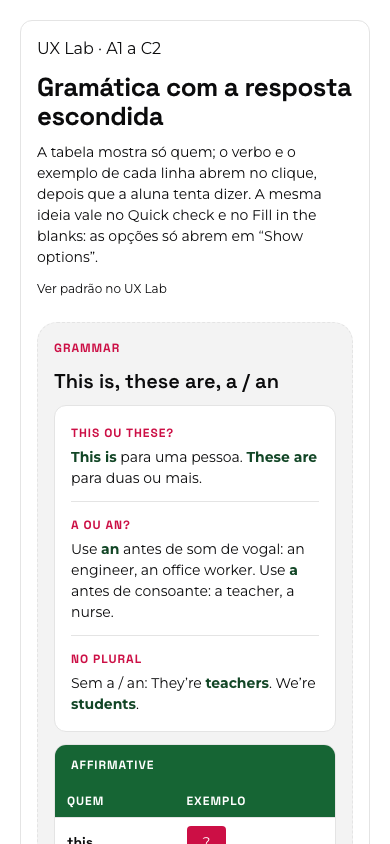 UX Lab · A1 a C2
Gramática com a resposta
escondida
A tabela mostra só quem; o verbo e o
exemplo de cada linha abrem no clique,
depois que a aluna tenta dizer. A mesma
ideia vale no Quick check e no Fill in the
blanks: as opções só abrem em “Show
options”.
Ver padrão no UX Lab
GRAMMAR
This is, these are, a / an
THIS OU THESE?
This is para uma pessoa. These are
para duas ou mais.
A OU AN?
Use an antes de som de vogal: an
engineer, an office worker. Use a
antes de consoante: a teacher, a
nurse.
NO PLURAL
Sem a / an: They’re teachers. We’re
students.
AFFIRMATIVE
QUEM EXEMPLO
this ?